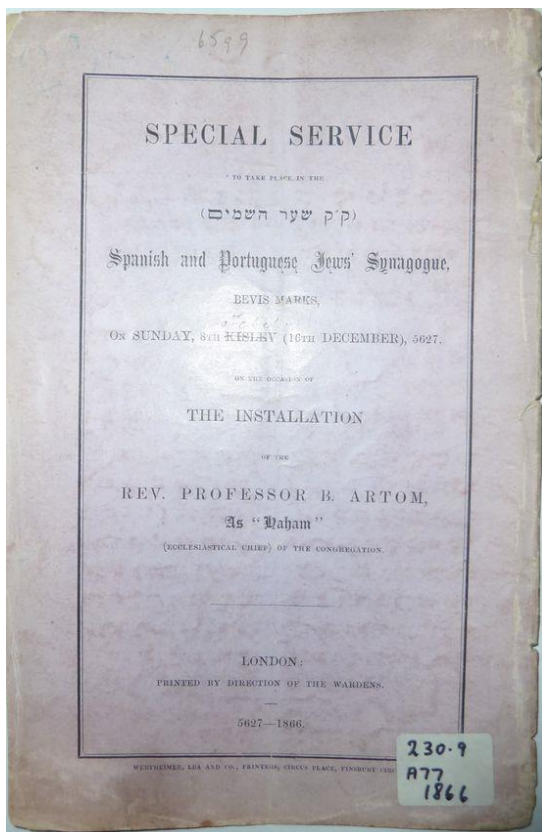 6599
SPECIAL SERVICE
TO TAKE PLACE IN THE
(ק״ק שער השמים)
Spanish and Portuguese Jews' Synagogue,
BEVIS MARKS,
ON SUNDAY, 8TH KISLEV (16TH DECEMBER), 5627.
ON THE OCCASION OF
THE INSTALLATION
OF THE
REV. PROFESSOR B. ARTOM,
As "Haham"
(ECCLESIASTICAL CHIEF) OF THE CONGREGATION.
LONDON:
PRINTED BY DIRECTION OF THE WARDENS.
5627—1866.
WERTHEIMER, LEA AND CO., PRINTERS, CIRCUS PLACE, FINSBURY
230.9
A77
1866